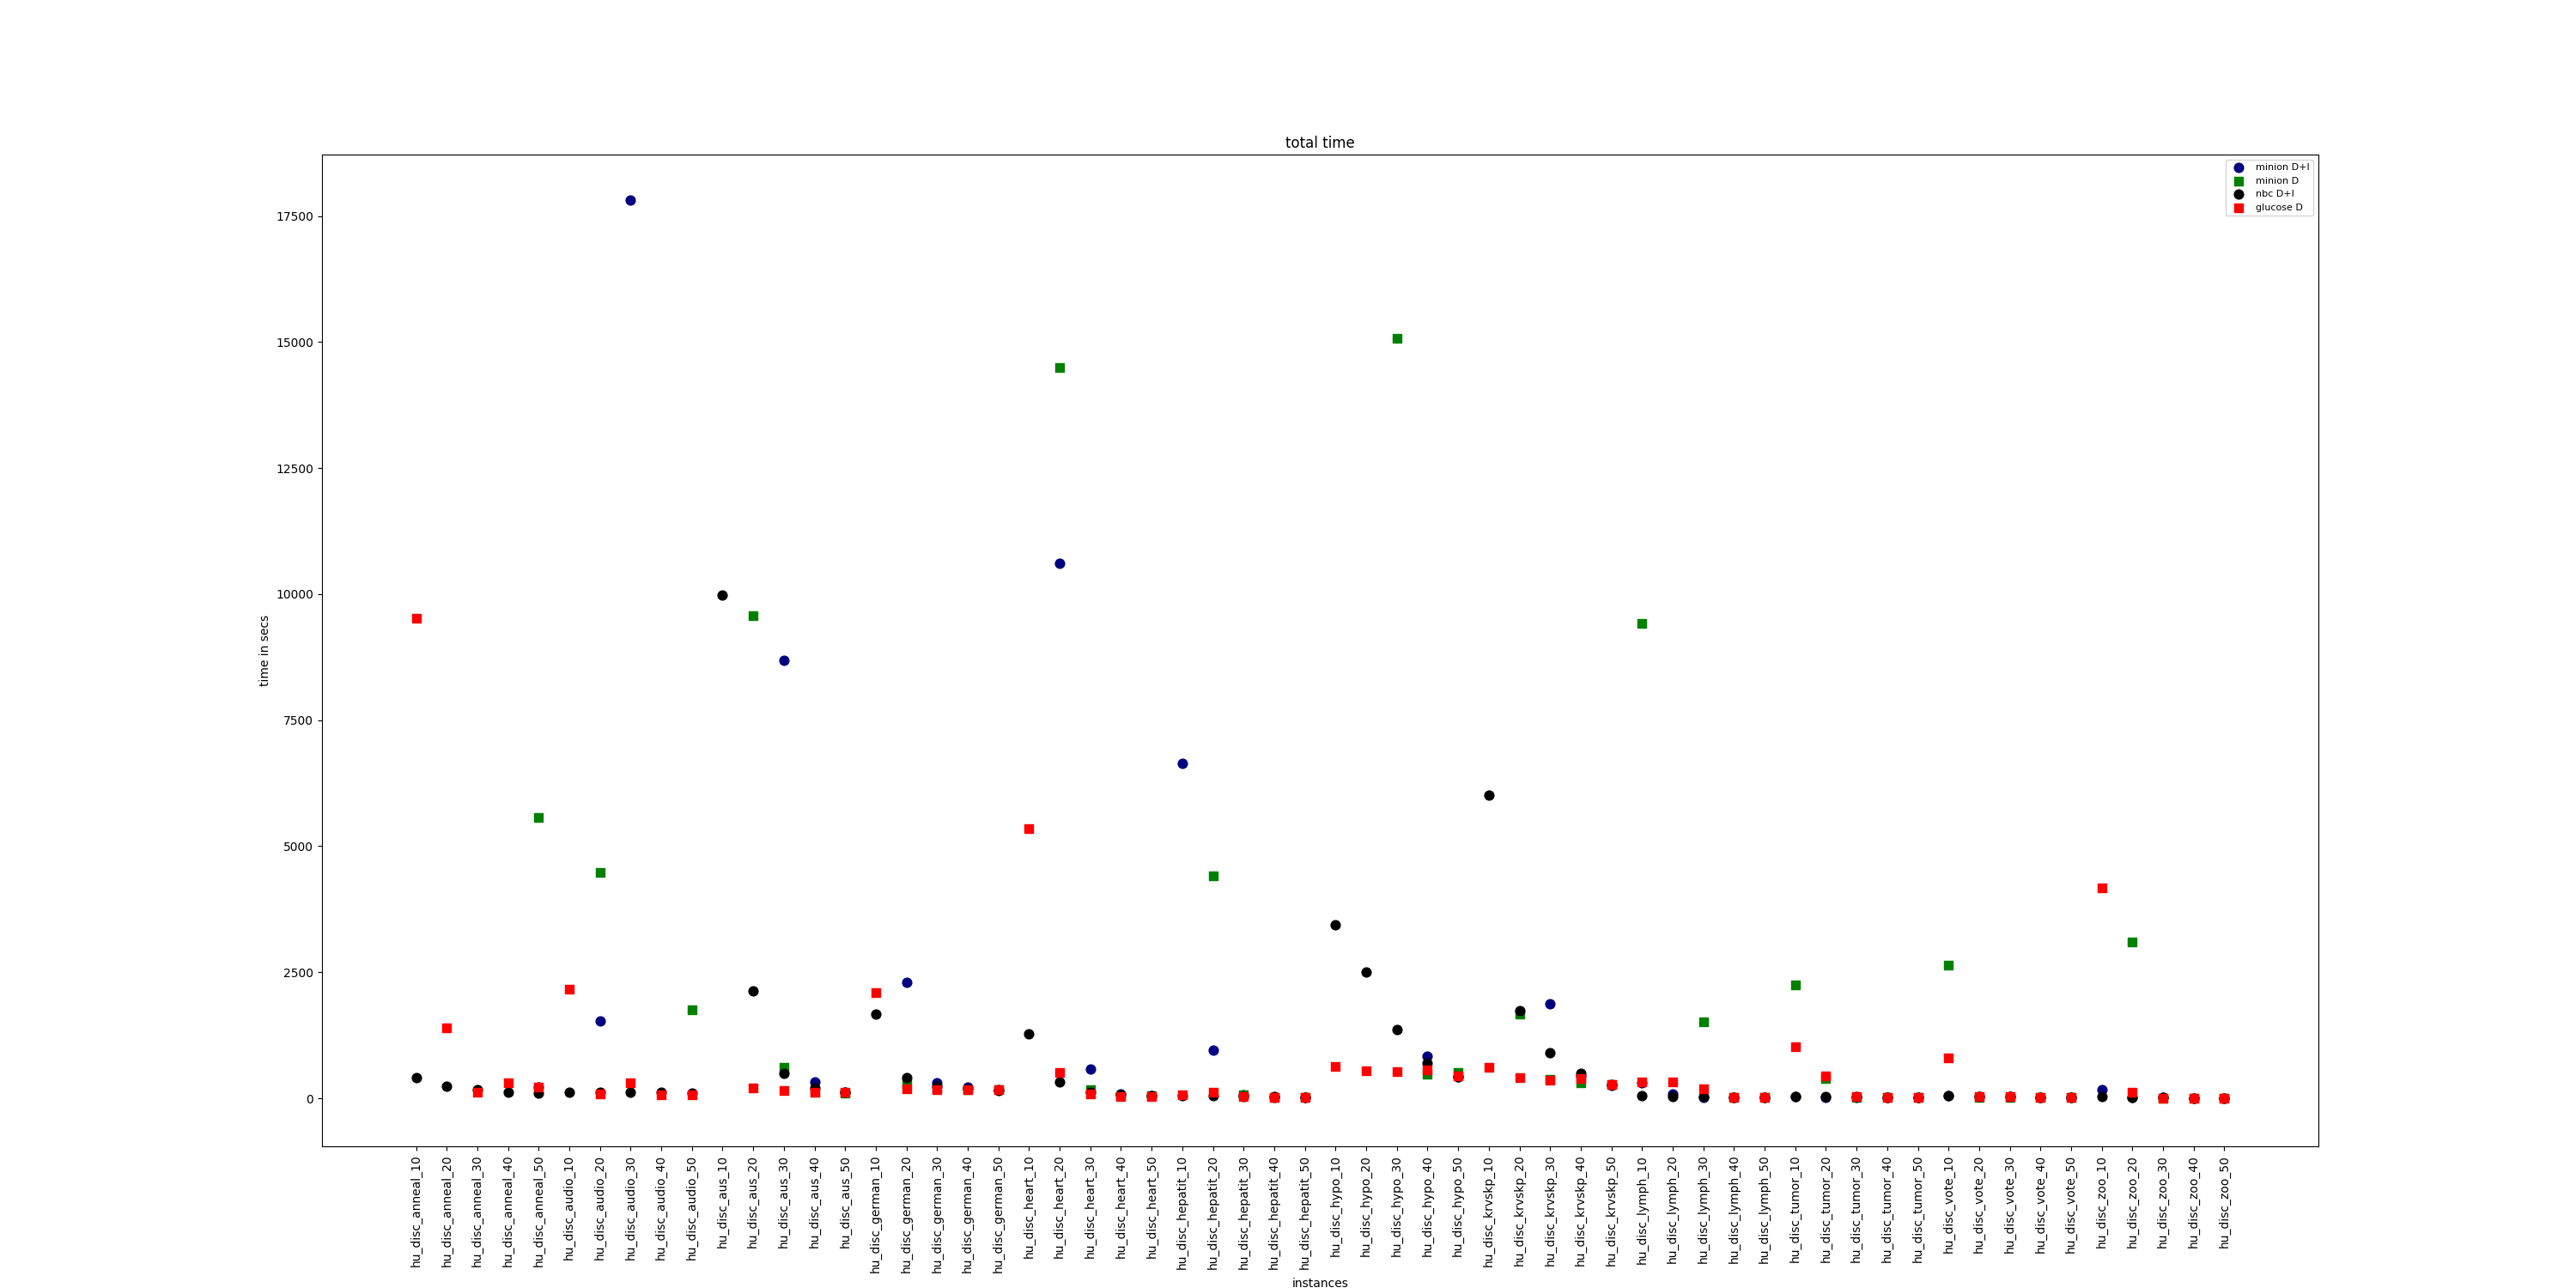 total time
minion D+I
minion D
nbc D+I
glucose D
17500
15000
12500
10000
7500
5000
2500
0
time in secs
hu_disc_anneal_10
hu_disc_anneal_20
hu_disc_anneal_30
hu_disc_anneal_40
hu_disc_anneal_50
hu_disc_audio_10
hu_disc_audio_20
hu_disc_audio_30
hu_disc_audio_40
hu_disc_audio_50
hu_disc_aus_10
hu_disc_aus_20
hu_disc_aus_30
hu_disc_aus_40
hu_disc_aus_50
hu_disc_german_10
hu_disc_german_20
hu_disc_german_30
hu_disc_german_40
hu_disc_german_50
hu_disc_heart_10
hu_disc_heart_20
hu_disc_heart_30
hu_disc_heart_40
hu_disc_heart_50
hu_disc_hepatit_10
hu_disc_hepatit_20
hu_disc_hepatit_30
hu_disc_hepatit_40
hu_disc_hepatit_50
hu_disc_hypo_10
hu_disc_hypo_20
hu_disc_hypo_30
hu_disc_hypo_40
hu_disc_hypo_50
hu_disc_krvskp_10
hu_disc_krvskp_20
hu_disc_krvskp_30
hu_disc_krvskp_40
hu_disc_krvskp_50
hu_disc_lymph_10
hu_disc_lymph_20
hu_disc_lymph_30
hu_disc_lymph_40
hu_disc_lymph_50
hu_disc_tumor_10
hu_disc_tumor_20
hu_disc_tumor_30
hu_disc_tumor_40
hu_disc_tumor_50
hu_disc_vote_10
hu_disc_vote_20
hu_disc_vote_30
hu_disc_vote_40
hu_disc_vote_50
hu_disc_zoo_10
hu_disc_zoo_20
hu_disc_zoo_30
hu_disc_zoo_40
hu_disc_zoo_50
instances